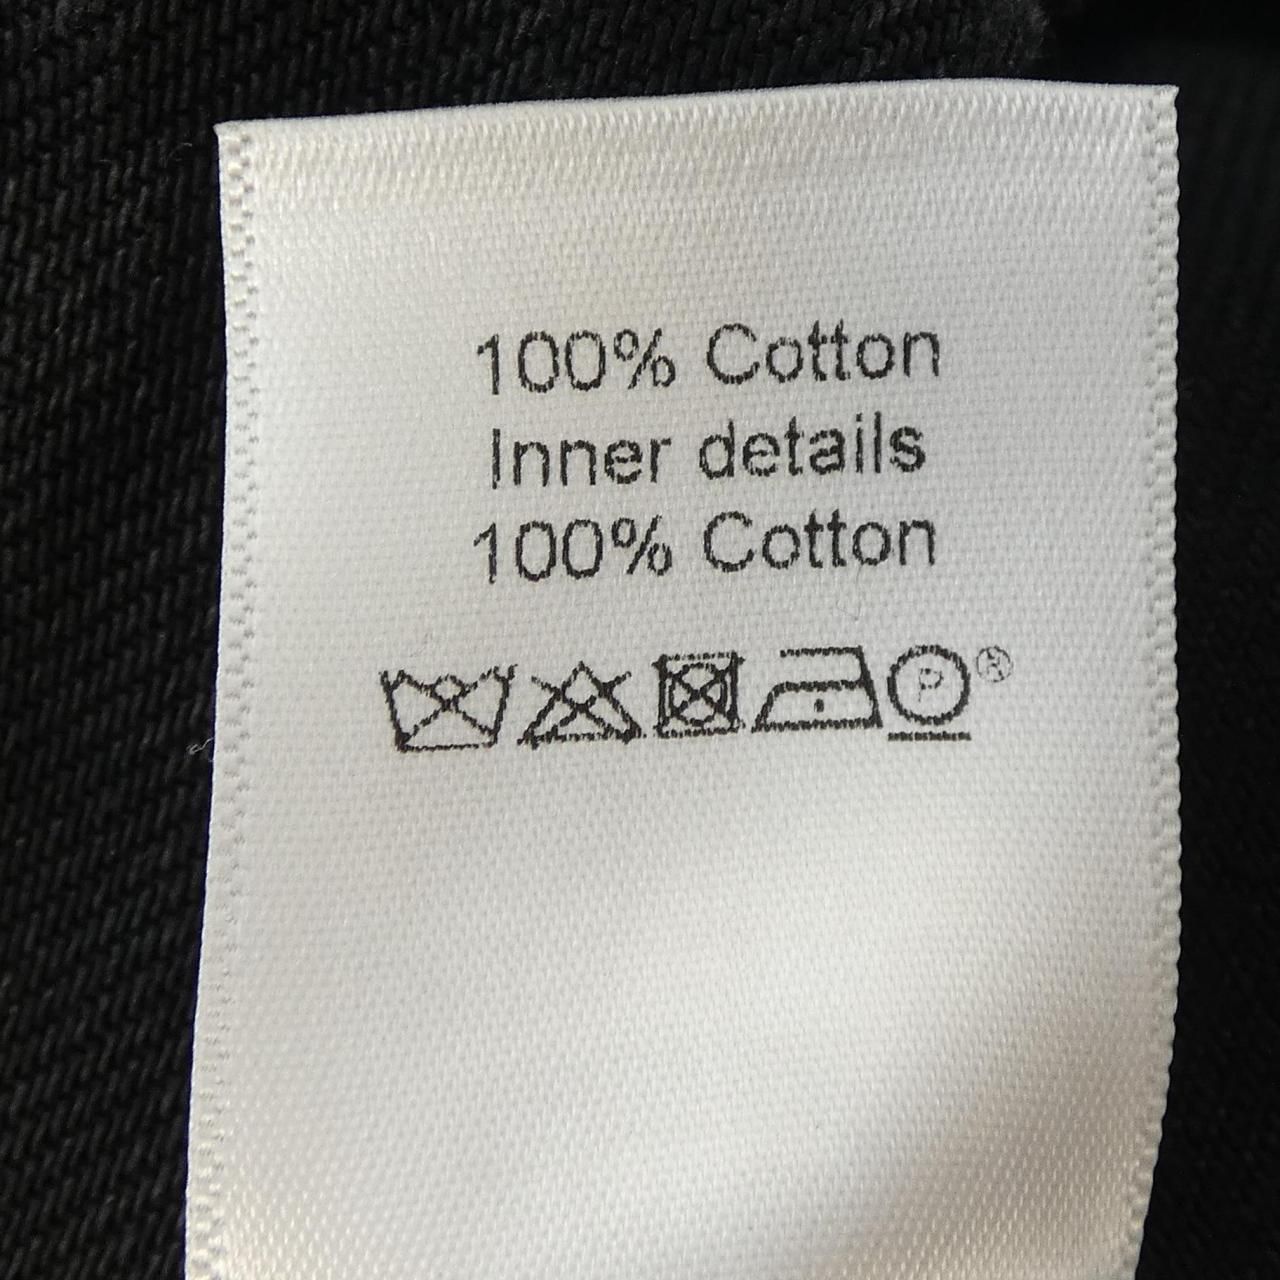 100% Cotton
Inner details
100% Cotton
P ®